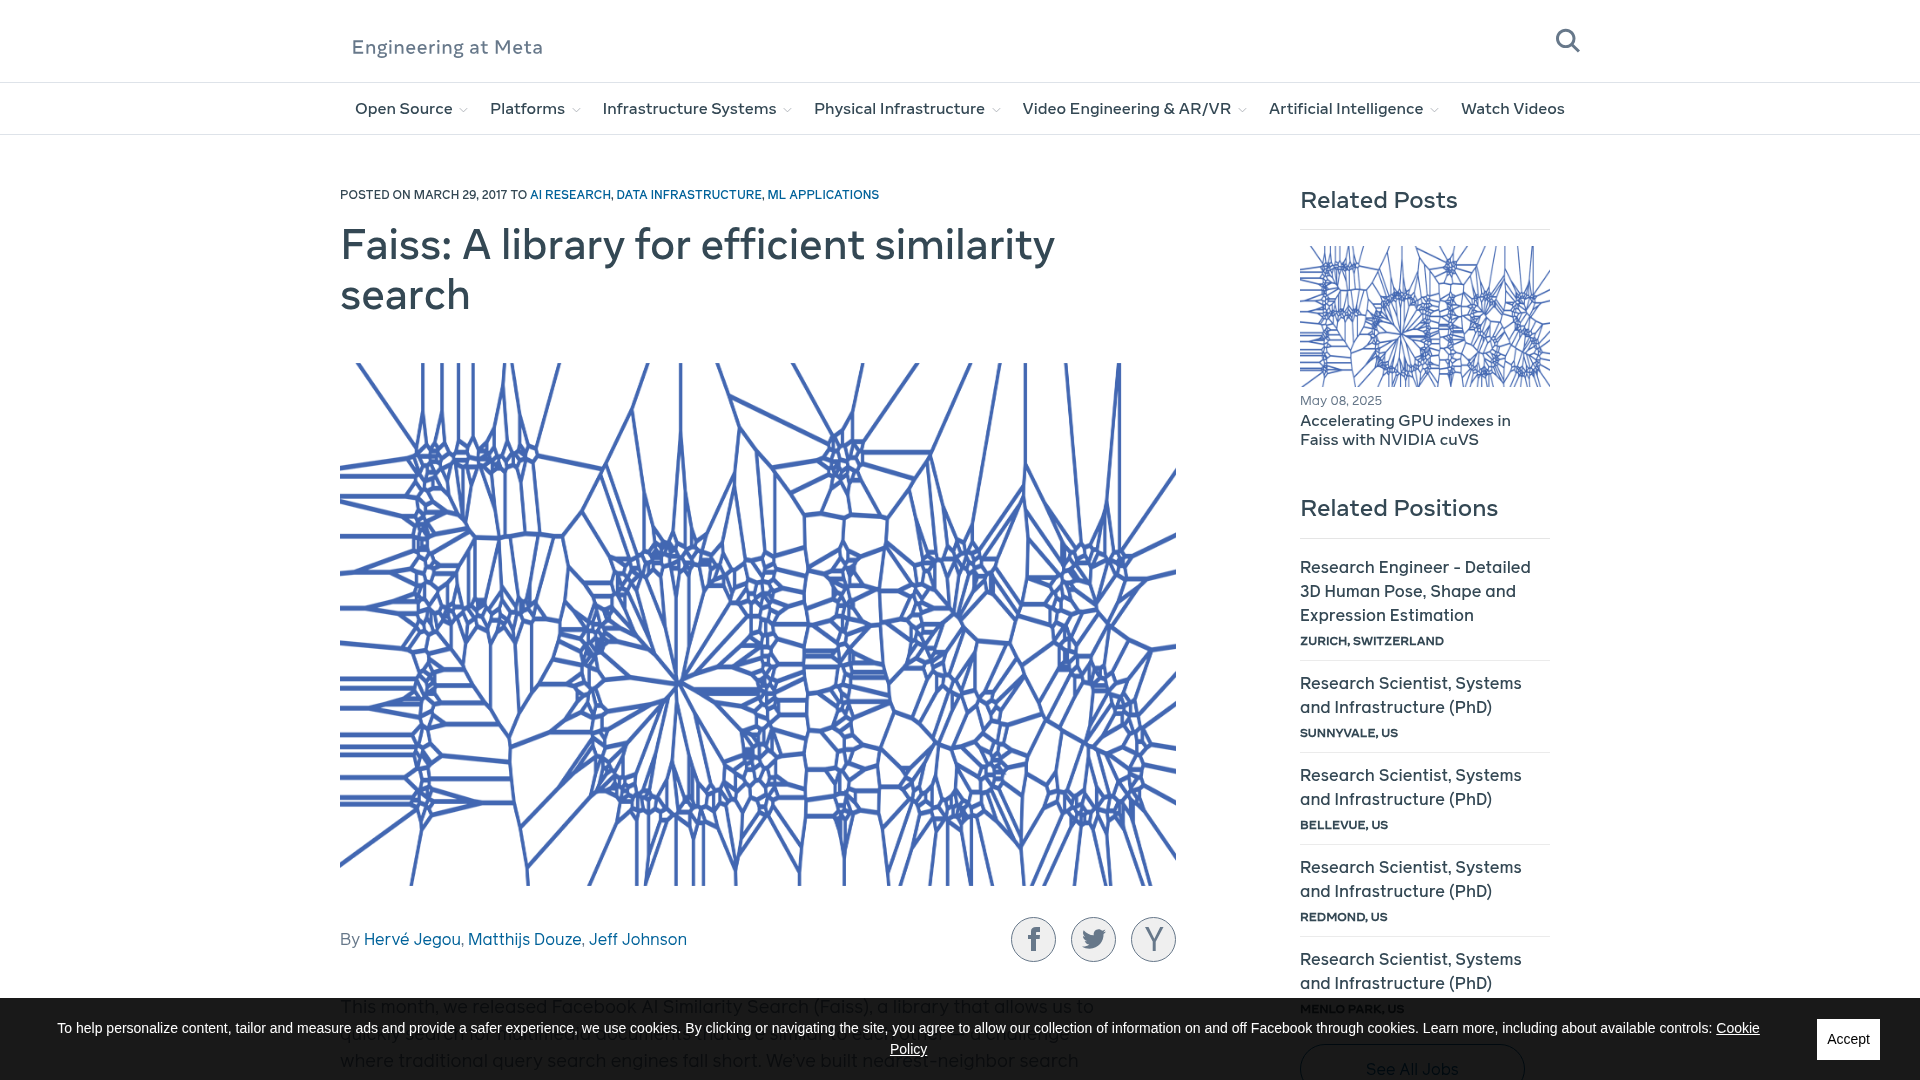 Engineering at Meta
Open Source
Platforms
Infrastructure Systems
Physical Infrastructure
Video Engineering & AR/VR
Artificial Intelligence
Watch Videos
POSTED ON MARCH 29, 2017 TO AI RESEARCH, DATA INFRASTRUCTURE, ML APPLICATIONS
Faiss: A library for efficient similarity
search
By Hervé Jegou, Matthijs Douze, Jeff Johnson
Y
This month, we released Facebook AI Similarity Search (Faiss), a library that allows us to
quickly search for multimedia documents that are similar to each other — a challenge
where traditional query search engines fall short. We've built nearest-neighbor search
Related Posts
May 08, 2025
Accelerating GPU indexes in
Faiss with NVIDIA cuVS
Related Positions
Research Engineer - Detailed
3D Human Pose, Shape and
Expression Estimation
ZURICH, SWITZERLAND
Research Scientist, Systems
and Infrastructure (PhD)
SUNNYVALE, US
Research Scientist, Systems
and Infrastructure (PhD)
BELLEVUE, US
Research Scientist, Systems
and Infrastructure (PhD)
REDMOND, US
Research Scientist, Systems
and Infrastructure (PhD)
MENLO PARK, US
See All Jobs
To help personalize content, tailor and measure ads and provide a safer experience, we use cookies. By clicking or navigating the site, you agree to allow our collection of information on and off Facebook through cookies. Learn more, including about available controls: Cookie
Policy
Accept